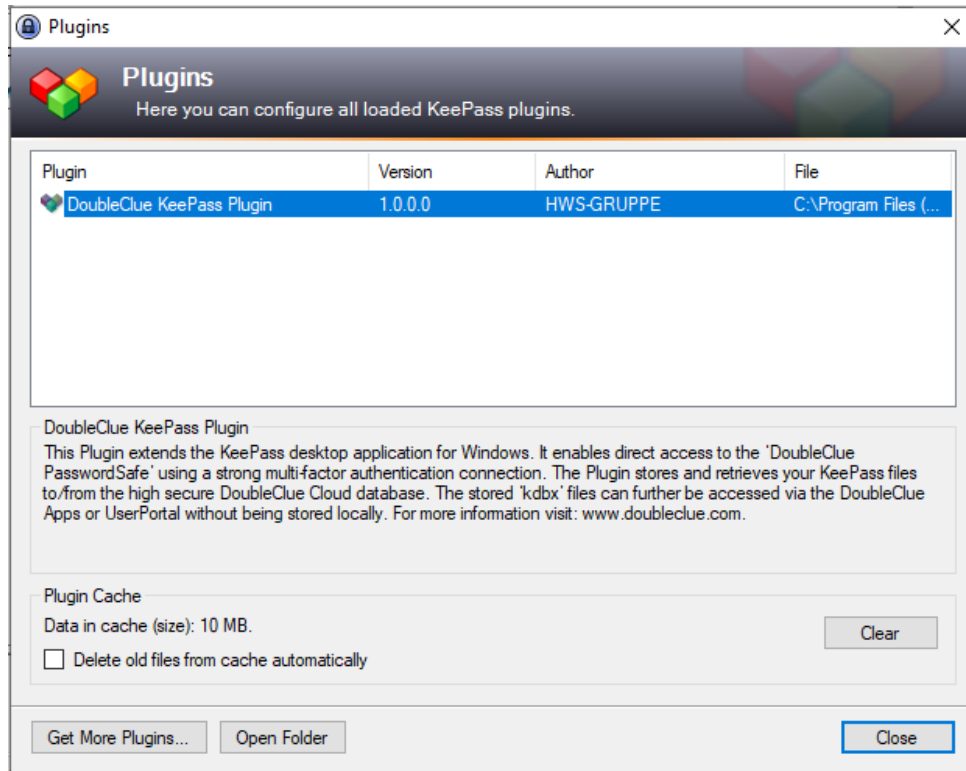 Plugins
Plugins
Here you can configure all loaded KeePass plugins.
Plugin Version Author File
DoubleClue KeePass Plugin 1.0.0.0 HWS-GRUPPE C:\Program Files (...
DoubleClue KeePass Plugin
This Plugin extends the KeePass desktop application for Windows. It enables direct access to the 'DoubleClue
PasswordSafe' using a strong multi-factor authentication connection. The Plugin stores and retrieves your KeePass files
to/from the high secure DoubleClue Cloud database. The stored 'kdbx' files can further be accessed via the DoubleClue
Apps or UserPortal without being stored locally. For more information visit: www.doubleclue.com.
Plugin Cache
Data in cache (size): 10 MB.
Clear
Delete old files from cache automatically
Get More Plugins... Open Folder Close